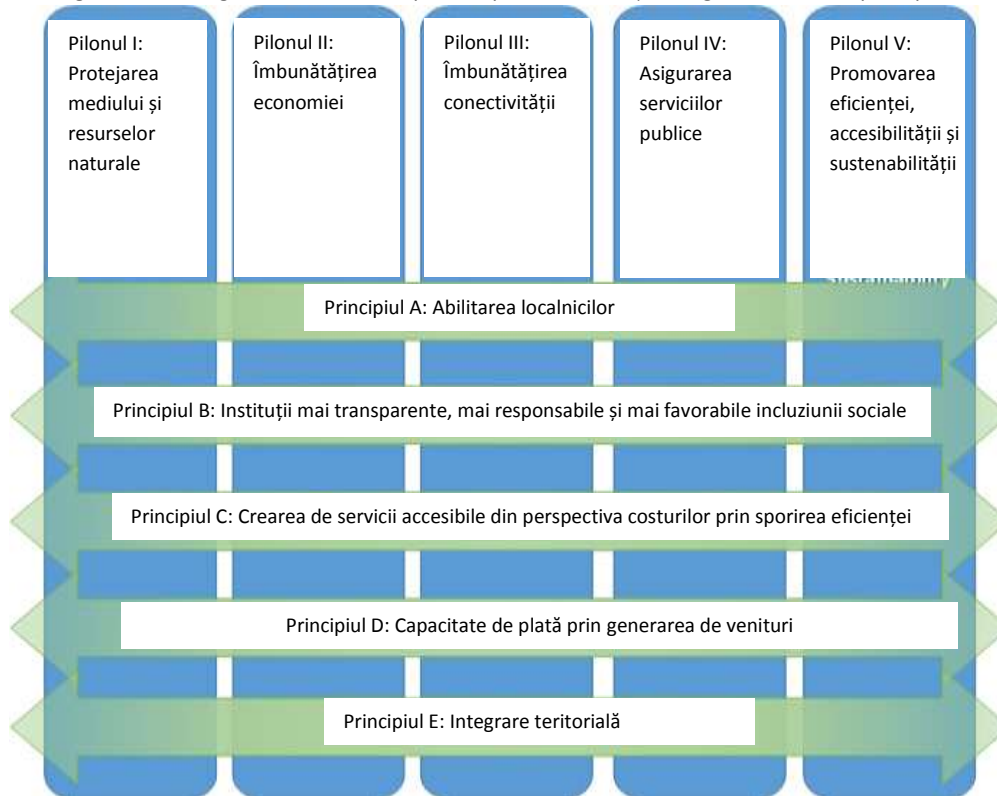 Pilonul I:
Protejarea
mediului și
resurselor
naturale
Pilonul II:
Îmbunătățirea
economiei
Pilonul III:
Îmbunătățirea
conectivității
Pilonul IV:
Asigurarea
serviciilor
publice
Pilonul V:
Promovarea
eficienței,
accesibilității și
sustenabilității
Principiul A: Abilitarea localnicilor
Principiul B: Instituții mai transparente, mai responsabile și mai favorabile incluziunii sociale
Principiul C: Crearea de servicii accesibile din perspectiva costurilor prin sporirea eficienței
Principiul D: Capacitate de plată prin generarea de venituri
Principiul E: Integrare teritorială